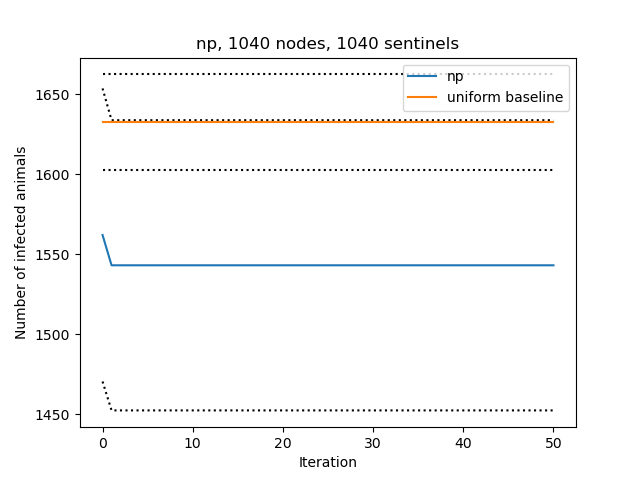 np, 1040 nodes, 1040 sentinels
np
uniform baseline
Number of infected animals
1650
1600
1550
1500
1450
0 10 20 30 40 50
Iteration